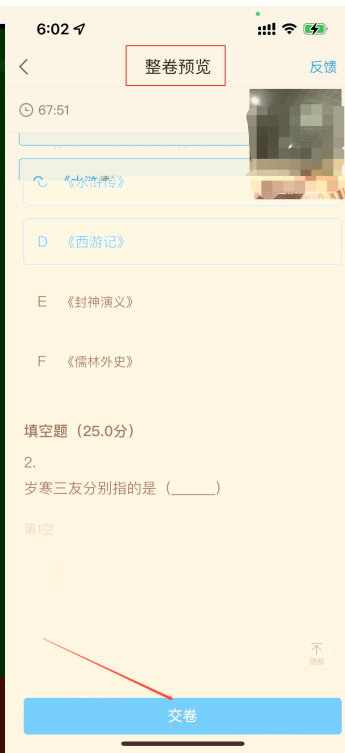 6:02
整卷预览
反馈
67:51
C 《水浒传》
D 《西游记》
E 《封神演义》
F 《儒林外史》
填空题（25.0分）
2.
岁寒三友分别指的是（______）
第1空
顶部
交卷